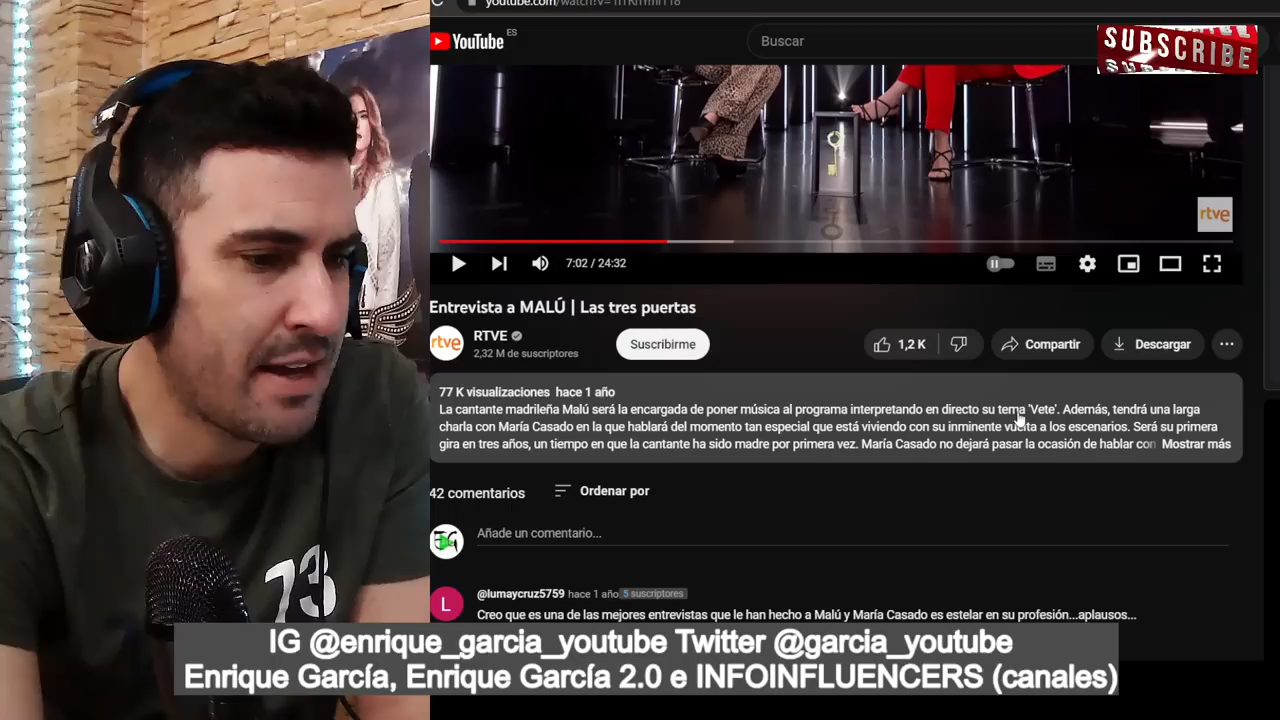 youtube.com/watch?v=
YouTube ES
Buscar
SUBSCRIBE
rtve
7:02 / 24:32
Entrevista a MALÚ | Las tres puertas
rtve
RTVE
2,32 M de suscriptores
Suscribirme
1,2 K
Compartir
Descargar
77 K visualizaciones hace 1 año
La cantante madrileña Malú será la encargada de poner música al programa interpretando en directo su tema 'Vete'. Además, tendrá una larga
charla con María Casado en la que hablará del momento tan especial que está viviendo con su inminente vuelta a los escenarios. Será su primera
gira en tres años, un tiempo en que la cantante ha sido madre por primera vez. María Casado no dejará pasar la ocasión de hablar con Mostrar más
42 comentarios
Ordenar por
Añade un comentario...
L
@lumaycruz5759 hace 1 año 5 suscriptores
Creo que es una de las mejores entrevistas que le han hecho a Malú y María Casado es estelar en su profesión...aplausos...
73
IG @enrique_garcia_youtube Twitter @garcia_youtube
Enrique García, Enrique García 2.0 e INFOINFLUENCERS (canales)